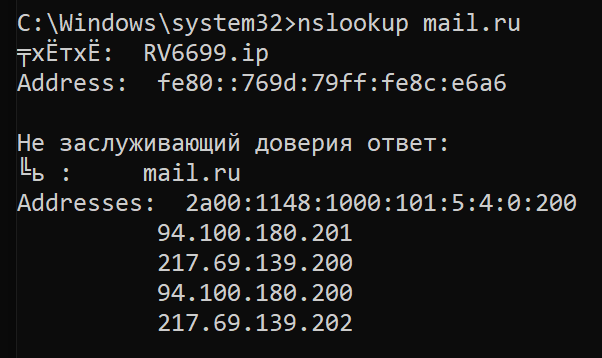 C:\Windows\system32>nslookup mail.ru
╤хЁтхЁ:  RV6699.ip
Address:  fe80::769d:79ff:fe8c:e6a6
Не заслуживающий доверия ответ:
╚ь :     mail.ru
Addresses:  2a00:1148:1000:101:5:4:0:200
94.100.180.201
217.69.139.200
94.100.180.200
217.69.139.202